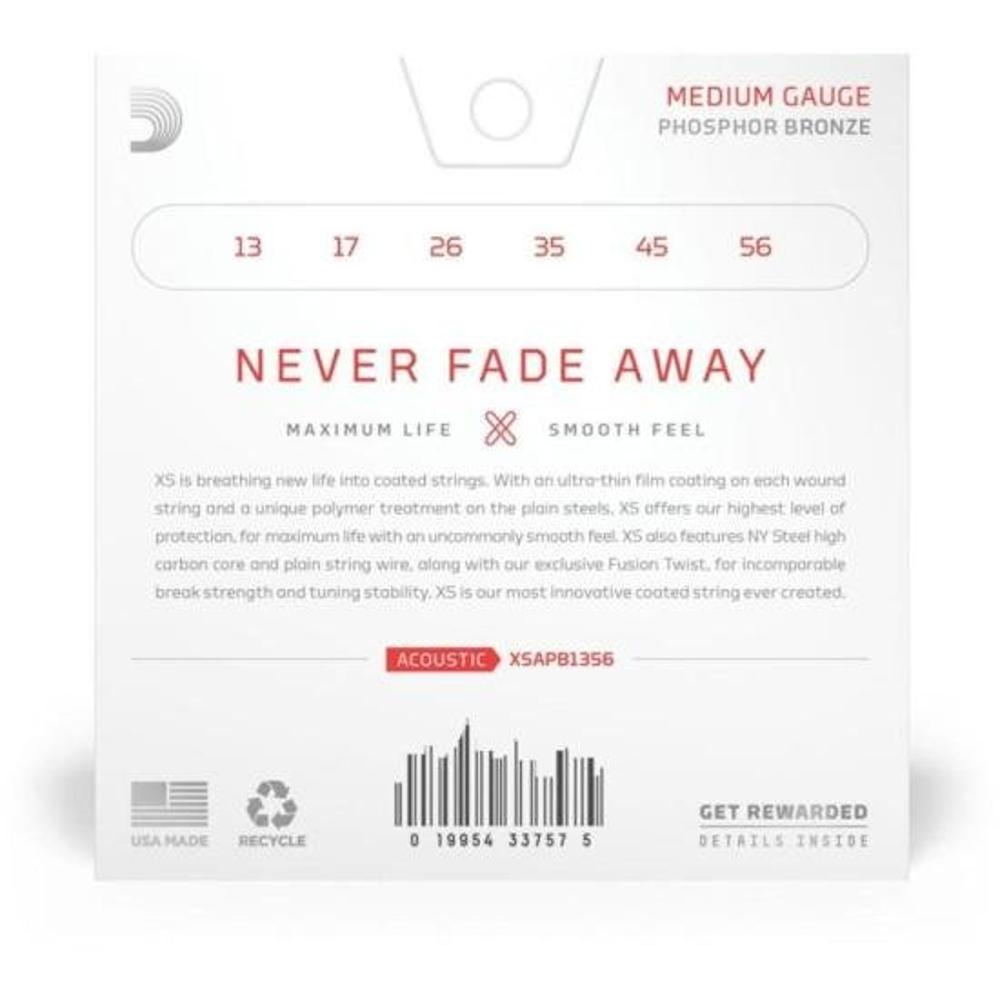 MEDIUM GAUGE
PHOSPHOR BRONZE
13 17 26 35 45 56
NEVER FADE AWAY
MAXIMUM LIFE SMOOTH FEEL
XS is breathing new life into coated strings. With an ultra-thin film coating on each wound
string and a unique polymer treatment on the plain steels, XS offers our highest level of
protection, for maximum life with an uncommonly smooth feel. XS also features NY Steel high
carbon core and plain string wire, along with our exclusive Fusion Twist, for incomparable
break strength and tuning stability. XS is our most innovative coated string ever created.
ACOUSTIC XSAPB1356
USA MADE
RECYCLE
0 19954 33757 5
GET REWARDED
DETAILS INSIDE